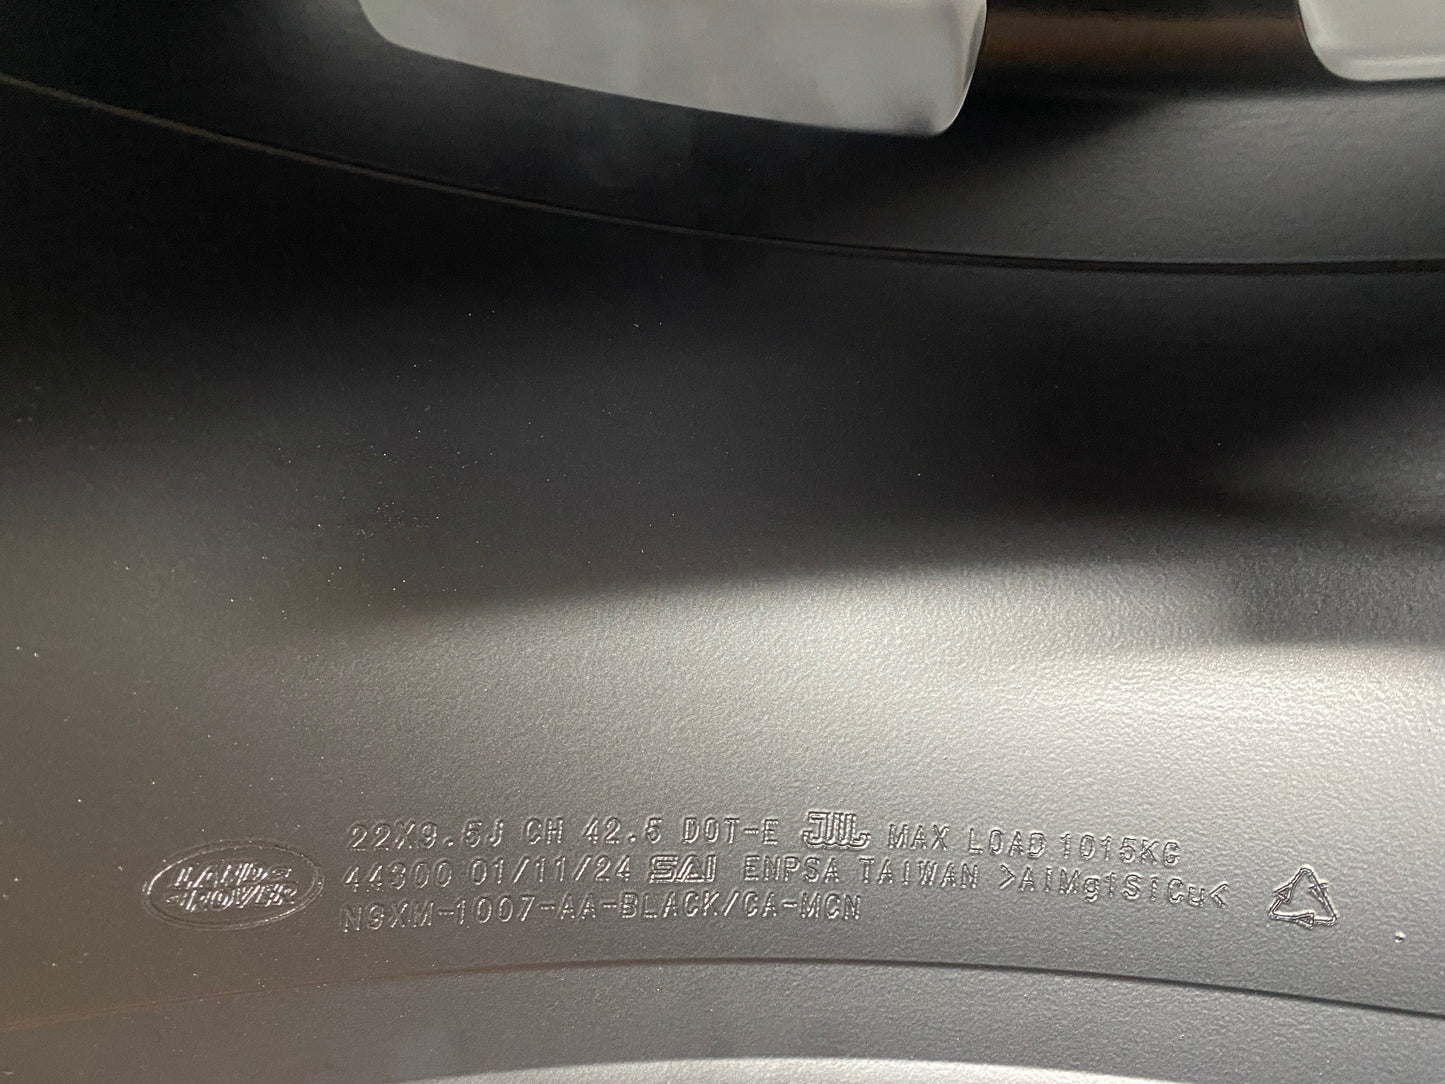 LAND-
-ROVER
22X9.5J CH 42.5 DOT-E JWL MAX LOAD 1015KG
44300 01/11/24 SAI ENPSA TAIWAN >AlMg1SiCu<
N9XM-1007-AA-BLACK/CA-MCN